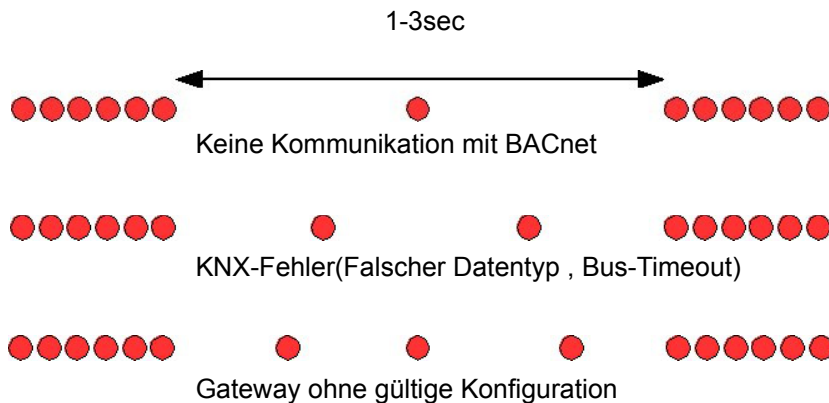 1-3sec
Keine Kommunikation mit BACnet
KNX-Fehler(Falscher Datentyp , Bus-Timeout)
Gateway ohne gültige Konfiguration